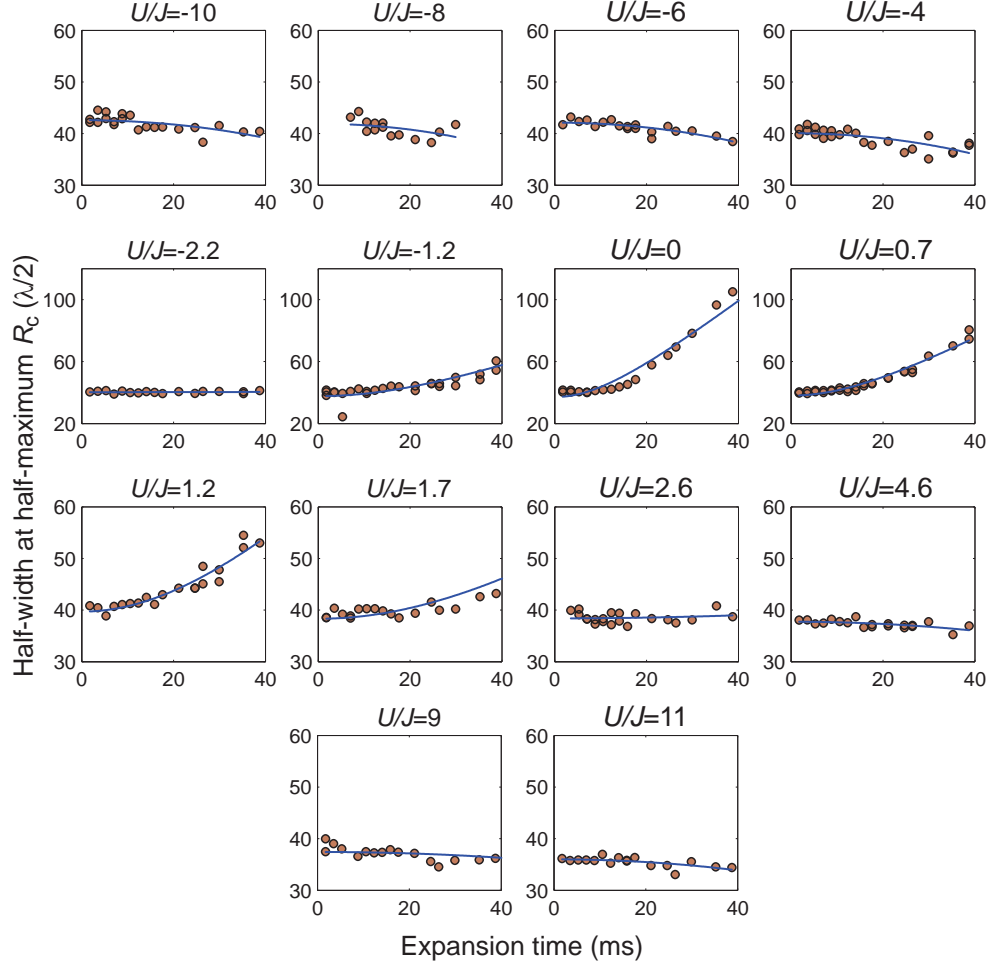 U/J=-10 U/J=-8 U/J=-6 U/J=-4
60 60 60 60
50 50 50 50
40 40 40 40
30 30 30 30
0 20 40 0 20 40 0 20 40 0 20 40
U/J=-2.2 U/J=-1.2 U/J=0 U/J=0.7
100 100 100 100
60 60 60 60
20 20 20 20
0 20 40 0 20 40 0 20 40 0 20 40
Half-width at half-maximum Rc (λ/2)
U/J=1.2 U/J=1.7 U/J=2.6 U/J=4.6
60 60 60 60
50 50 50 50
40 40 40 40
30 30 30 30
0 20 40 0 20 40 0 20 40 0 20 40
U/J=9 U/J=11
60 60
50 50
40 40
30 30
0 20 40 0 20 40
Expansion time (ms)